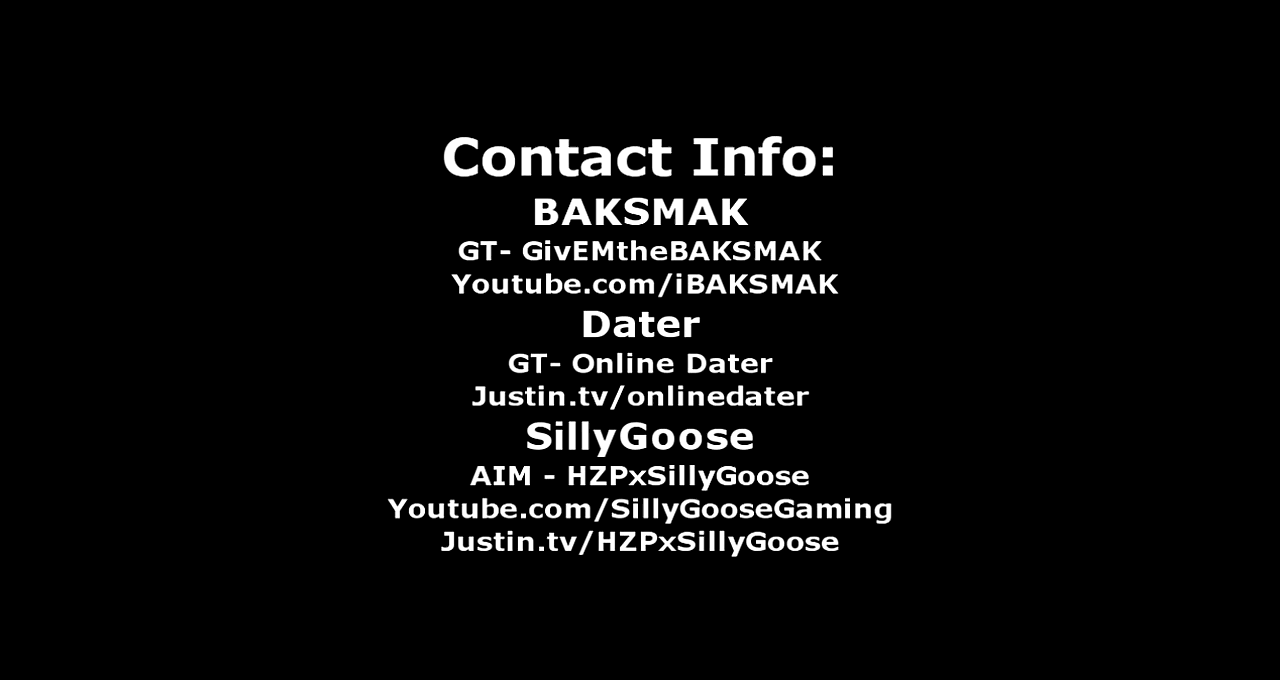 Contact Info:
BAKSMAK
GT- GivEMtheBAKSMAK
Youtube.com/iBAKSMAK
Dater
GT- Online Dater
Justin.tv/onlinedater
SillyGoose
AIM - HZPxSillyGoose
Youtube.com/SillyGooseGaming
Justin.tv/HZPxSillyGoose